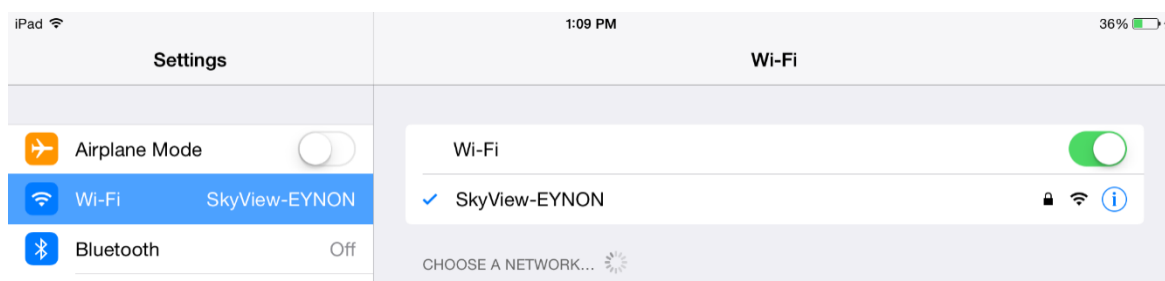 iPad 1:09 PM 36%
Settings Wi-Fi
Airplane Mode Wi-Fi
Wi-Fi SkyView-EYNON SkyView-EYNON
Bluetooth Off
CHOOSE A NETWORK...